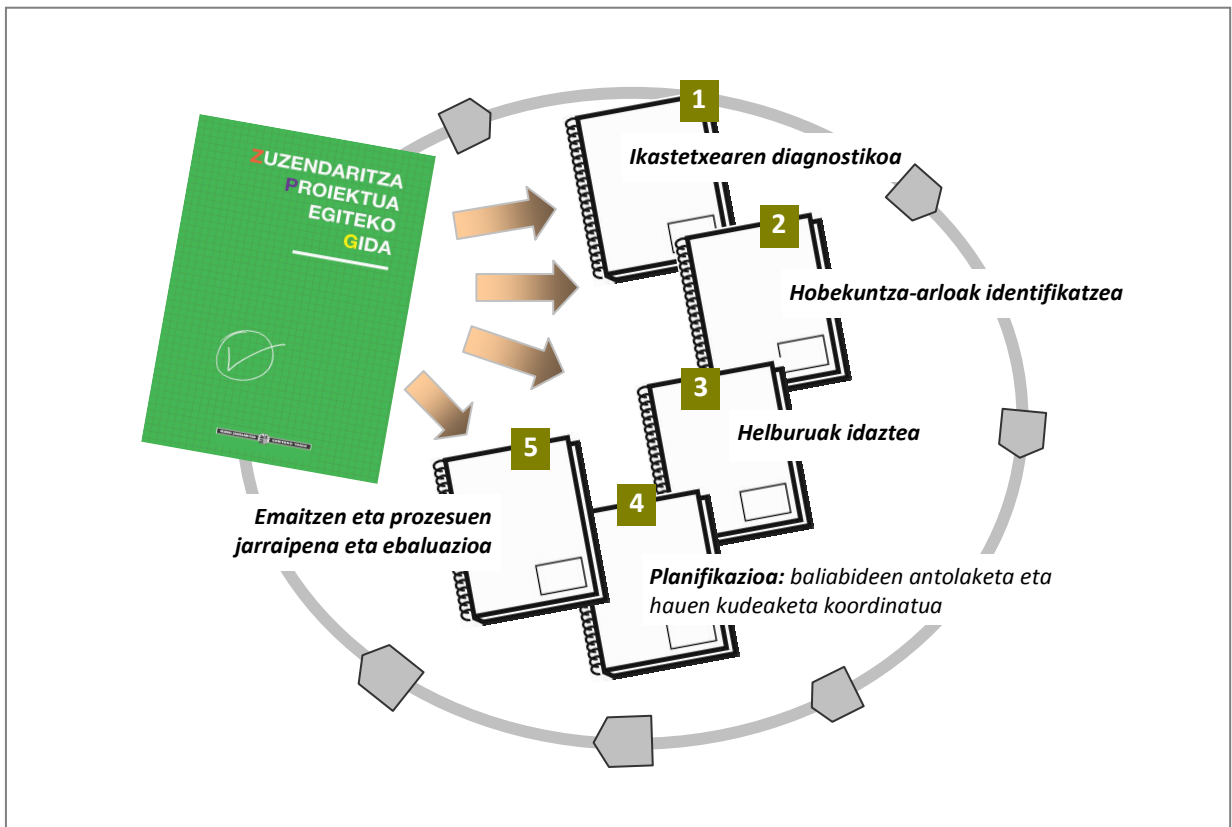 ZUZENDARITZA
PROIEKTUA
EGITEKO
GIDA
1
Ikastetxearen diagnostikoa
2
Hobekuntza-arloak identifikatzea
3
Helburuak idaztea
4
Planifikazioa: baliabideen antolaketa eta
hauen kudeaketa koordinatua
5
Emaitzen eta prozesuen
jarraipena eta ebaluazioa